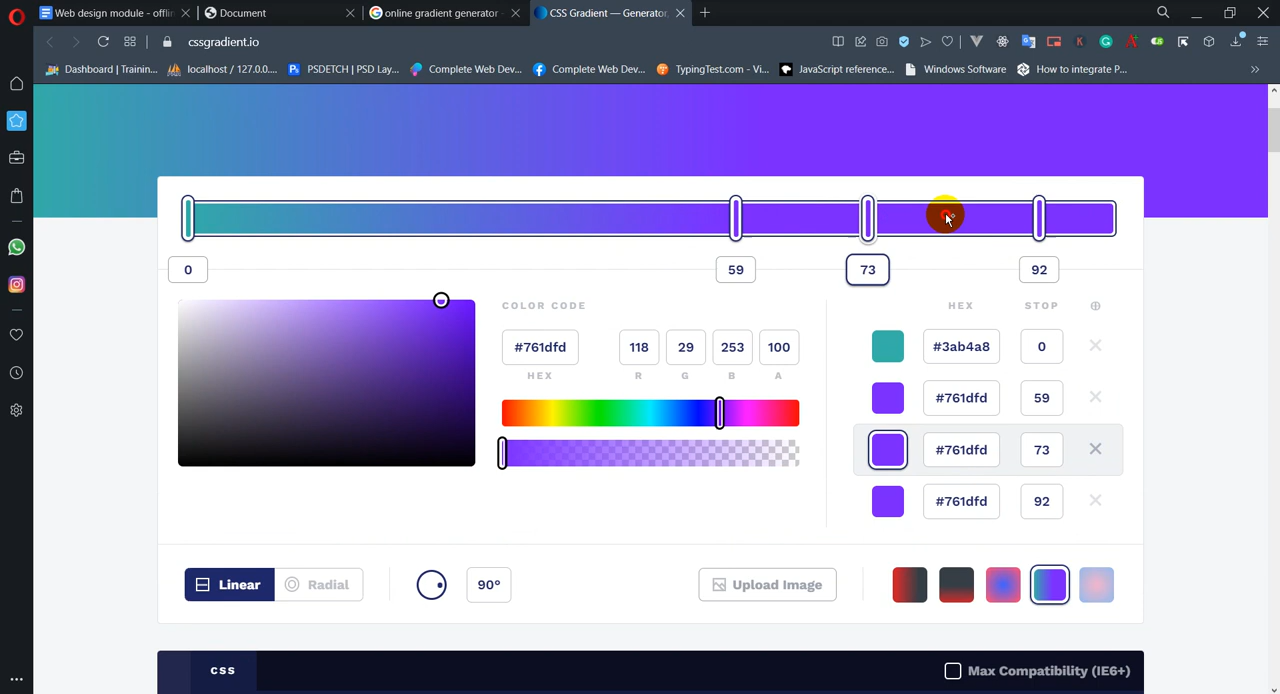 Web design module - offlin
Document
online gradient generator -
CSS Gradient — Generator,
cssgradient.io
Dashboard | Trainin...
localhost / 127.0.0....
PSDETCH | PSD Lay...
Complete Web Dev...
Complete Web Dev...
TypingTest.com - Vi...
JavaScript reference...
Windows Software
How to integrate P...
0
59
73
92
COLOR CODE
#761dfd
118
29
253
100
HEX
R
G
B
A
HEX
STOP
#3ab4a8
0
#761dfd
59
#761dfd
73
#761dfd
92
Linear
Radial
90°
Upload Image
CSS
Max Compatibility (IE6+)